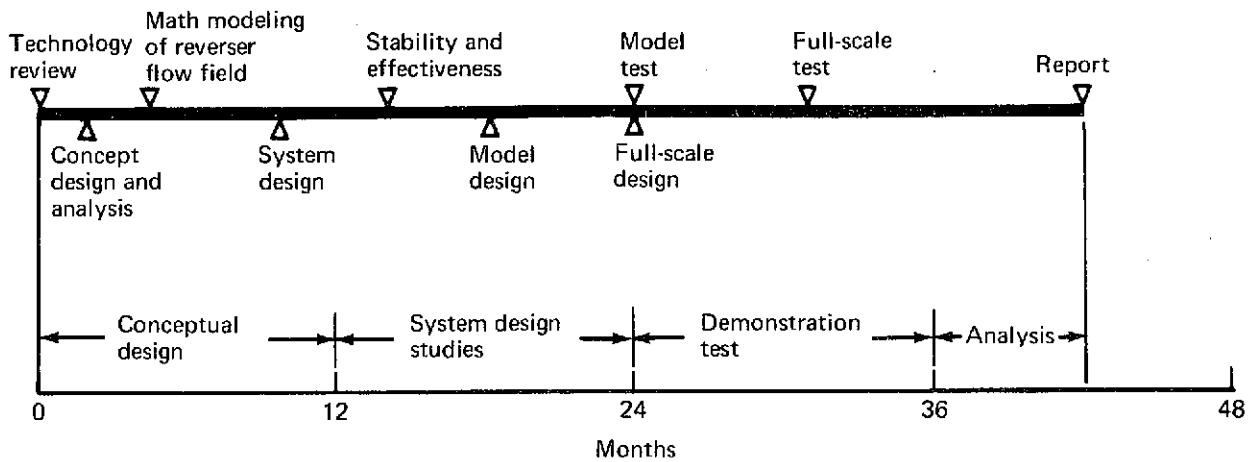 Technology
review
Math modeling
of reverser
flow field
Stability and
effectiveness
Model
test
Full-scale
test
Report
Concept
design and
analysis
System
design
Model
design
Full-scale
design
Conceptual
design
System design
studies
Demonstration
test
Analysis
0
12
24
36
48
Months